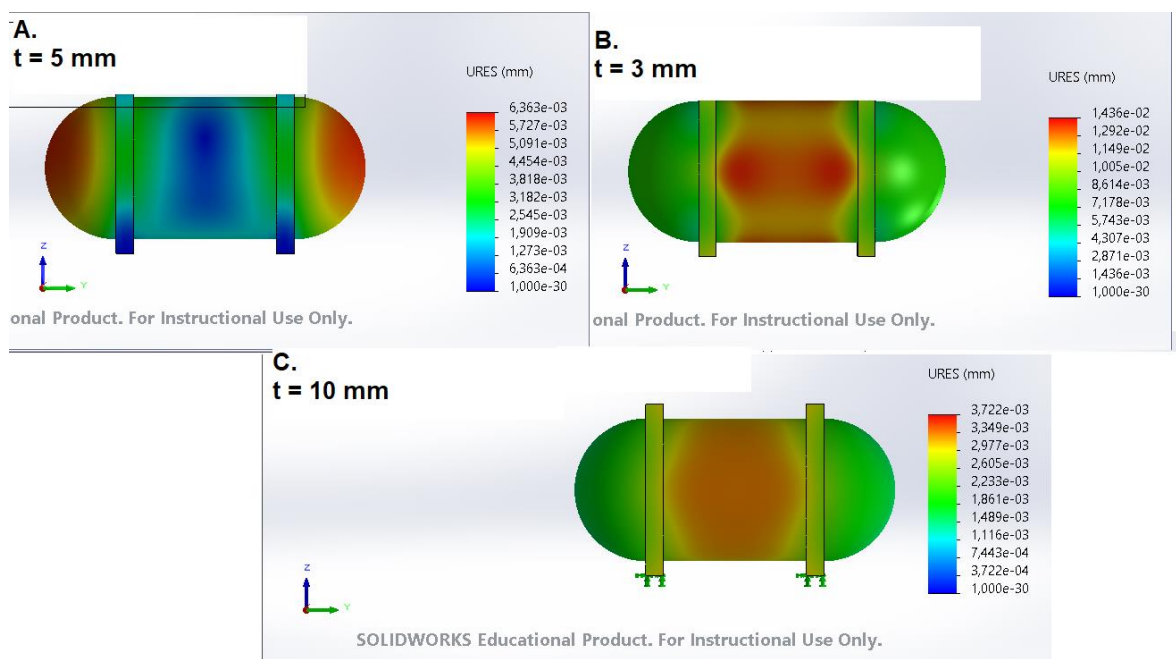 A.
t = 5 mm
URES (mm)
6,363e-03
5,727e-03
5,091e-03
4,454e-03
3,818e-03
3,182e-03
2,545e-03
1,909e-03
1,273e-03
6,363e-04
1,000e-30
Z
Y
onal Product. For Instructional Use Only.
B.
t = 3 mm
URES (mm)
1,436e-02
1,292e-02
1,149e-02
1,005e-02
8,614e-03
7,178e-03
5,743e-03
4,307e-03
2,871e-03
1,436e-03
1,000e-30
Z
Y
onal Product. For Instructional Use Only.
C.
t = 10 mm
URES (mm)
3,722e-03
3,349e-03
2,977e-03
2,605e-03
2,233e-03
1,861e-03
1,489e-03
1,116e-03
7,443e-04
3,722e-04
1,000e-30
Z
Y
SOLIDWORKS Educational Product. For Instructional Use Only.